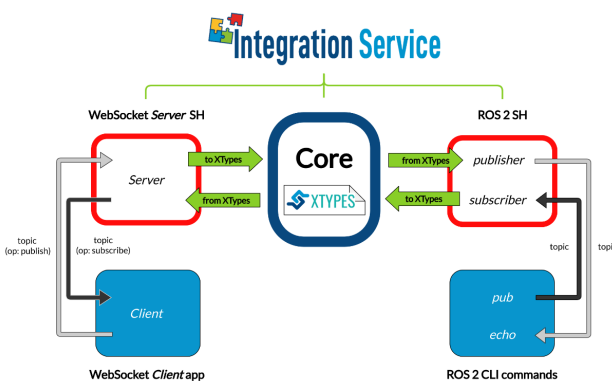 Integration Service
WebSocket Server SH
ROS 2 SH
to XTypes
Core
from XTypes
publisher
Server
XTYPES
from XTypes
to XTypes
subscriber
topic
(op: publish)
topic
(op: subscribe)
topic
topi
Client
pub
echo
WebSocket Client app
ROS 2 CLI commands